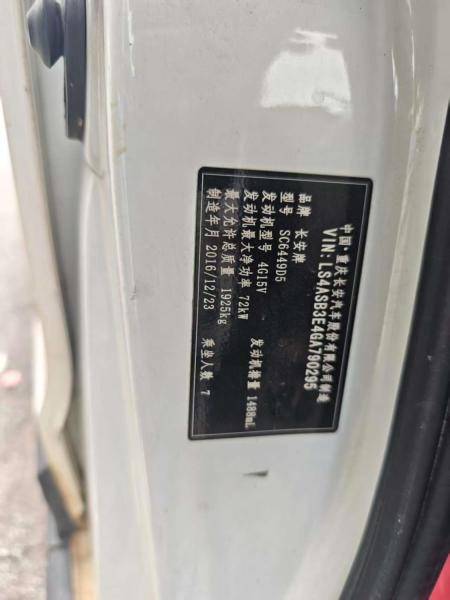 中国·重庆长安汽车股份有限公司制造
VIN:LS4ASB3E4GA790295
品牌 长安牌
型号 SC6449D5
发动机型号 4G15V 发动机排量 1488mL
发动机最大净功率 72kW
最大允许总质量 1925kg
制造年月 2016/12/23 乘坐人数 7